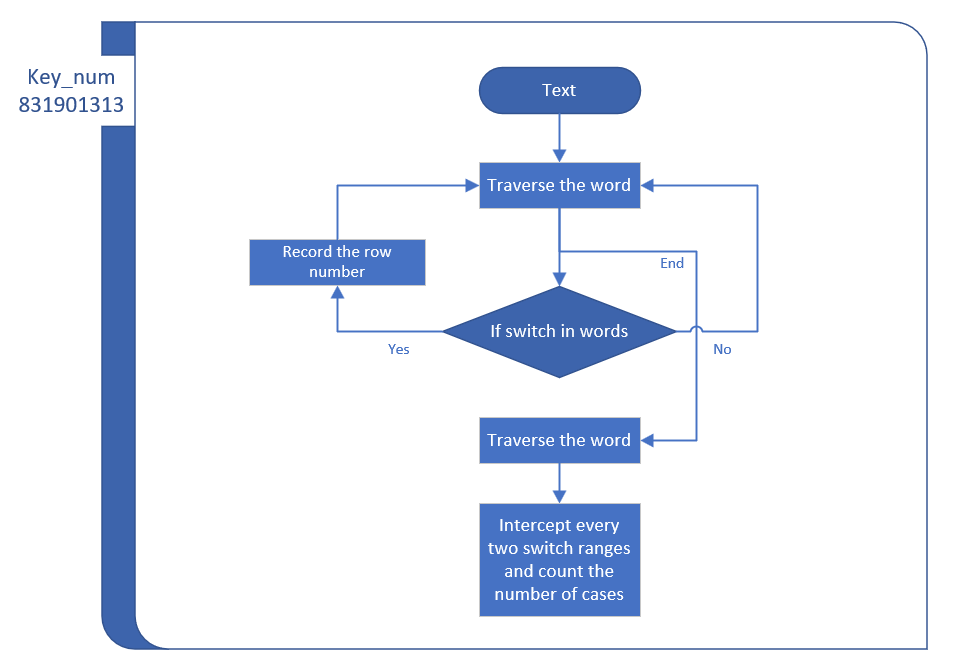 Key_num
831901313
Text
Traverse the word
Record the row
number
End
If switch in words
Yes
No
Traverse the word
Intercept every
two switch ranges
and count the
number of cases